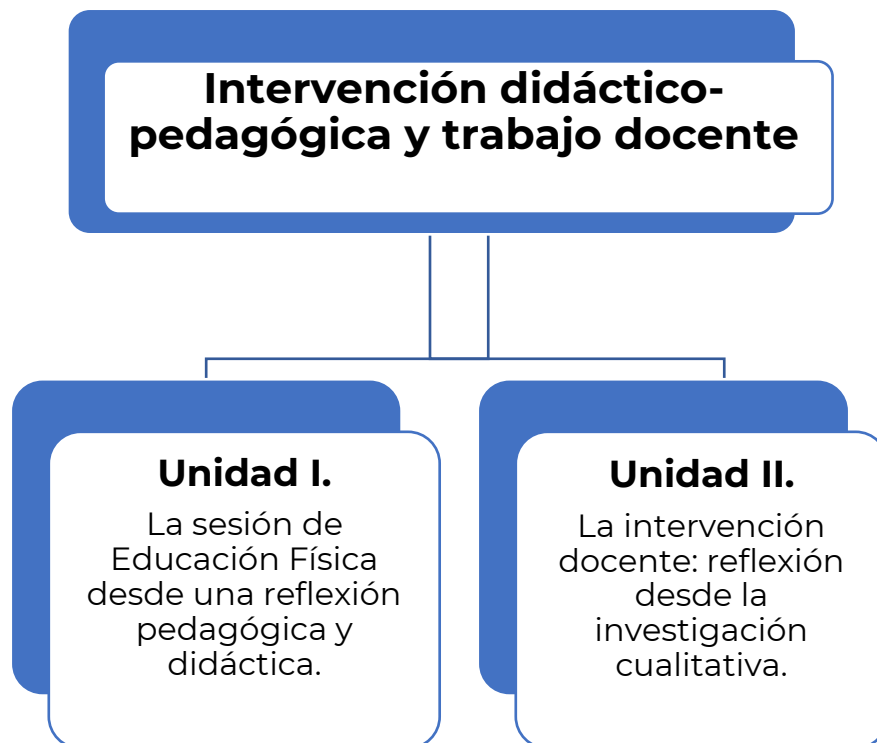 Intervención didáctico-
pedagógica y trabajo docente
Unidad I.
La sesión de
Educación Física
desde una reflexión
pedagógica y
didáctica.
Unidad II.
La intervención
docente: reflexión
desde la
investigación
cualitativa.